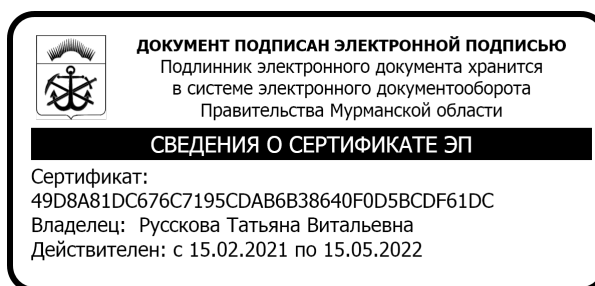 ДОКУМЕНТ ПОДПИСАН ЭЛЕКТРОННОЙ ПОДПИСЬЮ
Подлинник электронного документа хранится
в системе электронного документооборота
Правительства Мурманской области
СВЕДЕНИЯ О СЕРТИФИКАТЕ ЭП
Сертификат:
49D8A81DC676C7195CDAB6B38640F0D5BCDF61DC
Владелец: Русскова Татьяна Витальевна
Действителен: с 15.02.2021 по 15.05.2022